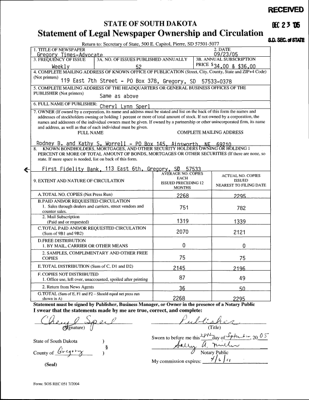 RECEIVED
DEC 23 '05
S.D. SEC. of STATE
STATE OF SOUTH DAKOTA
Statement of Legal Newspaper Ownership and Circulation
Return to: Secretary of State, 500 E. Capitol, Pierre, SD 57501-5077
1. TITLE OF NEWSPAPER
Gregory Times-Advocate
2. DATE
09/23/05
3. FREQUENCY OF ISSUE
Weekly
3A. NO. OF ISSUES PUBLISHED ANNUALLY
52
3B. ANNUAL SUBSCRIPTION
PRICE $34.00 & $36.00
4. COMPLETE MAILING ADDRESS OF KNOWN OFFICE OF PUBLICATION (Street, City, County, State and ZIP+4 Code)
(Not printers)
119 East 7th Street - PO Box 378, Gregory, SD 57533-0378
5. COMPLETE MAILING ADDRESS OF THE HEADQUARTERS OR GENERAL BUSINESS OFFICES OF THE
PUBLISHER (Not printer)
Same as above
6. FULL NAME OF PUBLISHER: Cheryl Lynn Sperl
7. OWNER (If owned by a corporation, its name and address must be stated and list on the back of this form the names and
addresses of stockholders owning or holding 1 percent or more of total amount of stock. If not owned by a corporation, the
names and addresses of the individual owners must be given. If owned by a partnership or other unincorporated firm, its name
and address, as well as that of each individual must be given.
FULL NAME
COMPLETE MAILING ADDRESS
Rodney B. and Kathy S. Worrell - PO Box 145, Ainsworth, NE 69210
8. KNOWN BONDHOLDERS, MORTGAGES, AND OTHER SECURITY HOLDERS OWNING OR HOLDING 1
PERCENT OR MORE OF TOTAL AMOUNT OF BONDS, MORTGAGES OR OTHER SECURITIES (If there are none, so
state. If more space is needed, list on back of this form.
First Fidelity Bank, 113 East 6th, Gregory, SD 57533
9. EXTENT AND NATURE OF CIRCULATION
AVERAGE NO. COPIES
EACH
ISSUED PRECEDING 12
MONTHS
ACTUAL NO. COPIES
ISSUED
NEAREST TO FILING DATE
A. TOTAL NO. COPIES (Net Press Run)
2268
2295
B. PAID AND/OR REQUESTED CIRCULATION
1. Sales through dealers and carriers, street vendors and
counter sales.
751
782
2. Mail Subscription
(Paid and or requested)
1319
1339
C. TOTAL PAID AND/OR REQUESTED CIRCULATION
(Sum of 9B1 and 9B2)
2070
2121
D. FREE DISTRIBUTION
1. BY MAIL, CARRIER OR OTHER MEANS
0
0
2. SAMPLES, COMPLIMENTARY AND OTHER FREE
COPIES
75
75
E. TOTAL DISTRIBUTION (Sum of C, D1 and D2)
2145
2196
F. COPIES NOT DISTRIBUTED
1. Office use, left over, unaccounted, spoiled after printing
87
49
2. Return from News Agents
36
50
G. TOTAL (Sum of E, F1 and F2 - Should equal net press run
shown in A)
2268
2295
Statement must be signed by Publisher, Business Manager, or Owner in the presence of a Notary Public
I swear that the statements made by me are true, correct, and complete:
Cheryl Sperl
Publisher
(Signature)
(Title)
State of South Dakota )
) §
County of Gregory )
(Seal)
Sworn to before me this
day of September 2005
Notary Public
My commission expires:
Form: SOS REC 051 7/2004